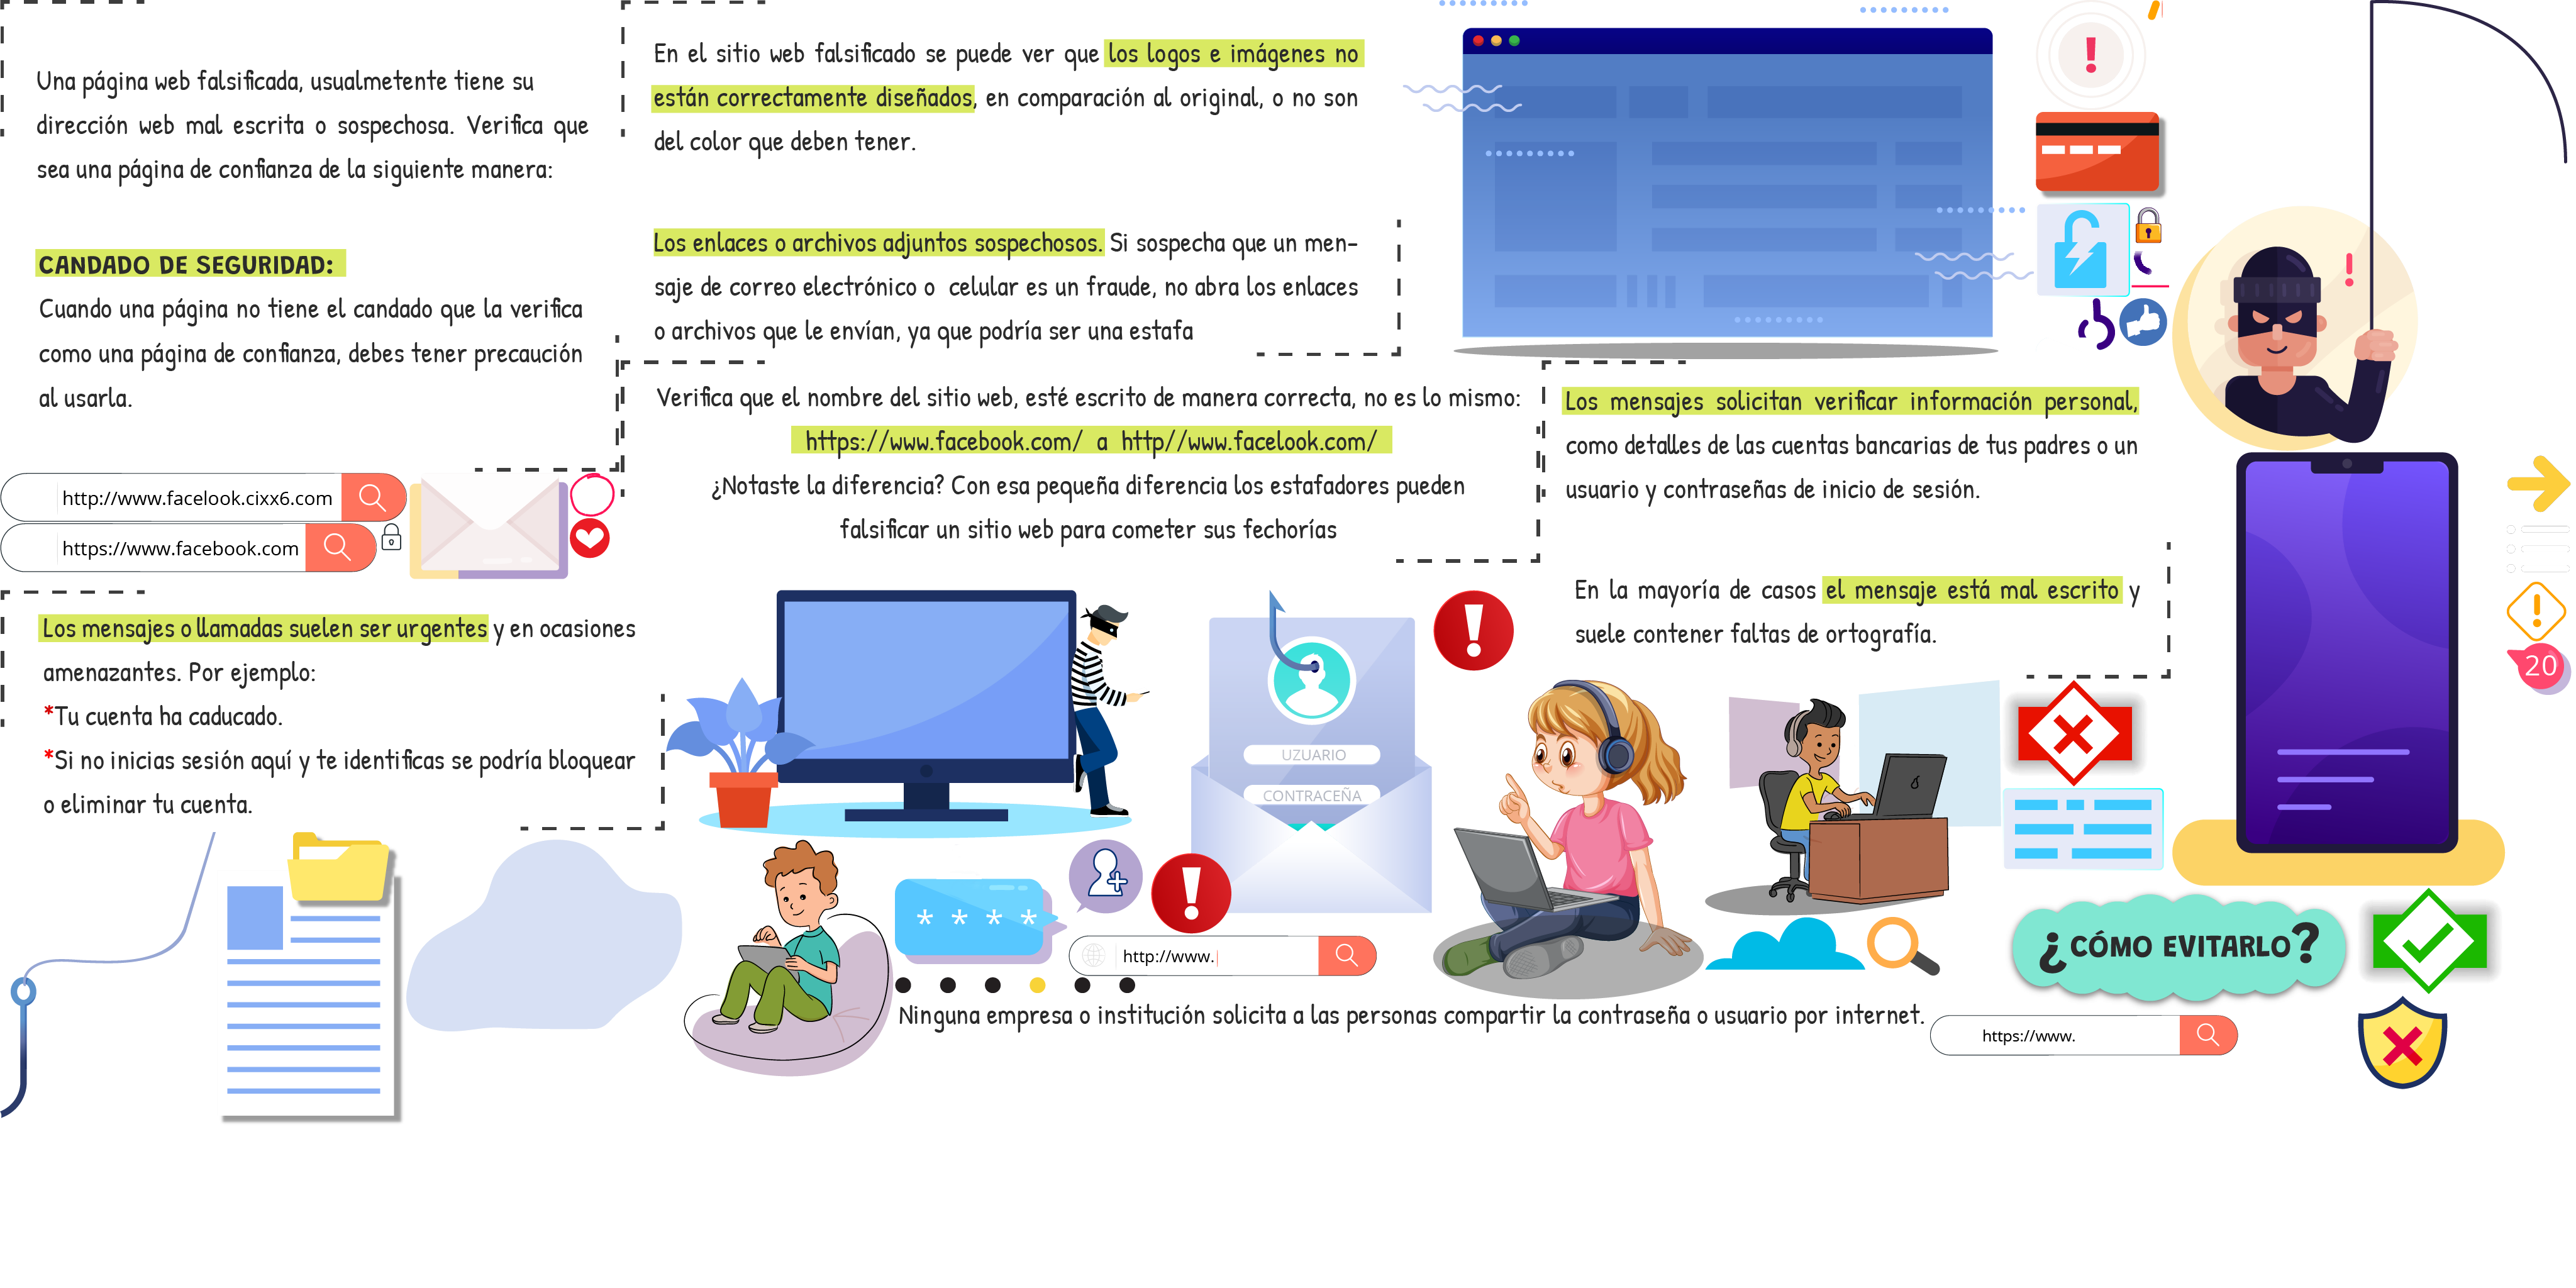 Una página web falsificada, usualmetente tiene su
dirección web mal escrita o sospechosa. Verifica que
sea una página de confianza de la siguiente manera:
CANDADO DE SEGURIDAD:
Cuando una página no tiene el candado que la verifica
como una página de confianza, debes tener precaución
al usarla.
http://www.facelook.cixx6.com
https://www.facebook.com
En el sitio web falsificado se puede ver que los logos e imágenes no
están correctamente diseñados, en comparación al original, o no son
del color que deben tener.
Los enlaces o archivos adjuntos sospechosos. Si sospecha que un men-
saje de correo electrónico o celular es un fraude, no abra los enlaces
o archivos que le envían, ya que podría ser una estafa
Verifica que el nombre del sitio web, esté escrito de manera correcta, no es lo mismo:
https://www.facebook.com/ a http//www.facelook.com/
¿Notaste la diferencia? Con esa pequeña diferencia los estafadores pueden
falsificar un sitio web para cometer sus fechorías
Los mensajes solicitan verificar información personal,
como detalles de las cuentas bancarias de tus padres o un
usuario y contraseñas de inicio de sesión.
En la mayoría de casos el mensaje está mal escrito y
suele contener faltas de ortografía.
Los mensajes o llamadas suelen ser urgentes y en ocasiones
amenazantes. Por ejemplo:
*Tu cuenta ha caducado.
*Si no inicias sesión aquí y te identificas se podría bloquear
o eliminar tu cuenta.
UZUARIO
CONTRACEÑA
20
* * * *
http://www.
¿CÓMO EVITARLO?
Ninguna empresa o institución solicita a las personas compartir la contraseña o usuario por internet.
https://www.